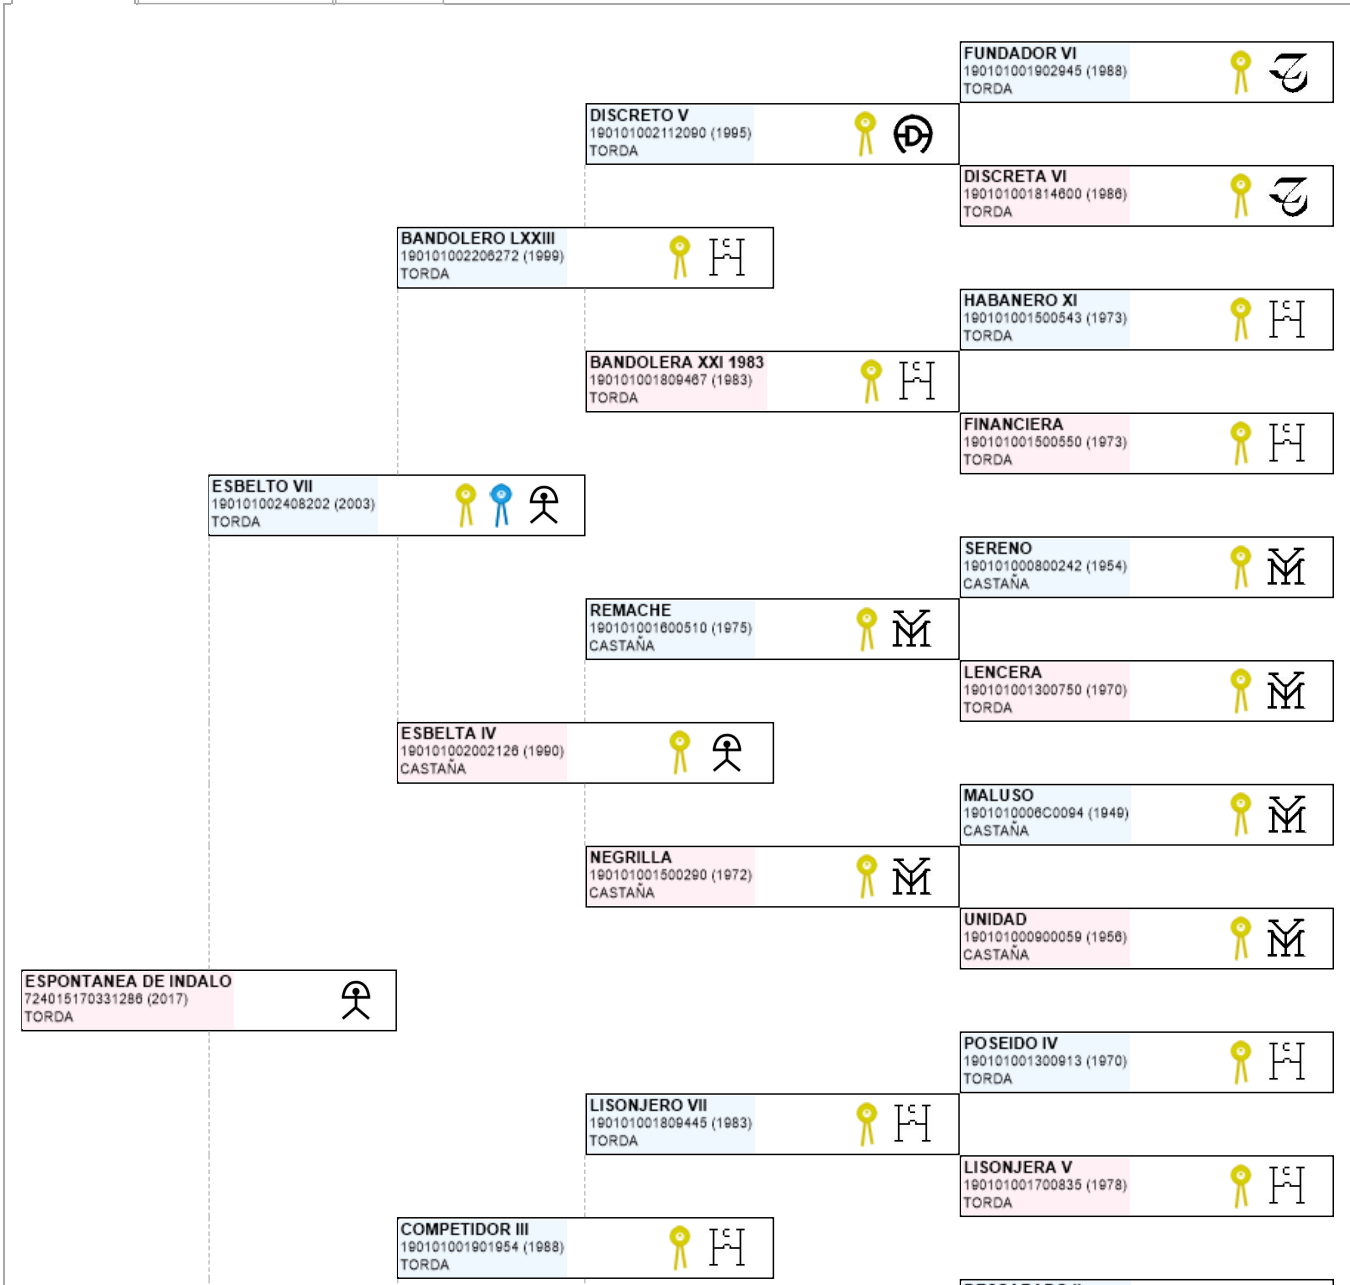 FUNDADOR VI
190101001902945 (1988)
TORDA
DISCRETO V
190101002112090 (1995)
TORDA
DISCRETA VI
190101001814600 (1986)
TORDA
BANDOLERO LXXIII
190101002206272 (1999)
TORDA
HABANERO XI
190101001500543 (1973)
TORDA
BANDOLERA XXI 1983
190101001809467 (1983)
TORDA
FINANCIERA
190101001500550 (1973)
TORDA
ESBELTO VII
190101002408202 (2003)
TORDA
SERENO
190101000800242 (1954)
CASTAÑA
REMACHE
190101001600510 (1975)
CASTAÑA
LENCERA
190101001300750 (1970)
TORDA
ESBELTA IV
190101002002126 (1990)
CASTAÑA
MALUSO
1901010006C0094 (1949)
CASTAÑA
NEGRILLA
190101001500290 (1972)
CASTAÑA
UNIDAD
190101000900059 (1956)
CASTAÑA
ESPONTANEA DE INDALO
724015170331286 (2017)
TORDA
POSEIDO IV
190101001300913 (1970)
TORDA
LISONJERO VII
190101001809445 (1983)
TORDA
LISONJERA V
190101001700835 (1978)
TORDA
COMPETIDOR III
190101001901954 (1988)
TORDA